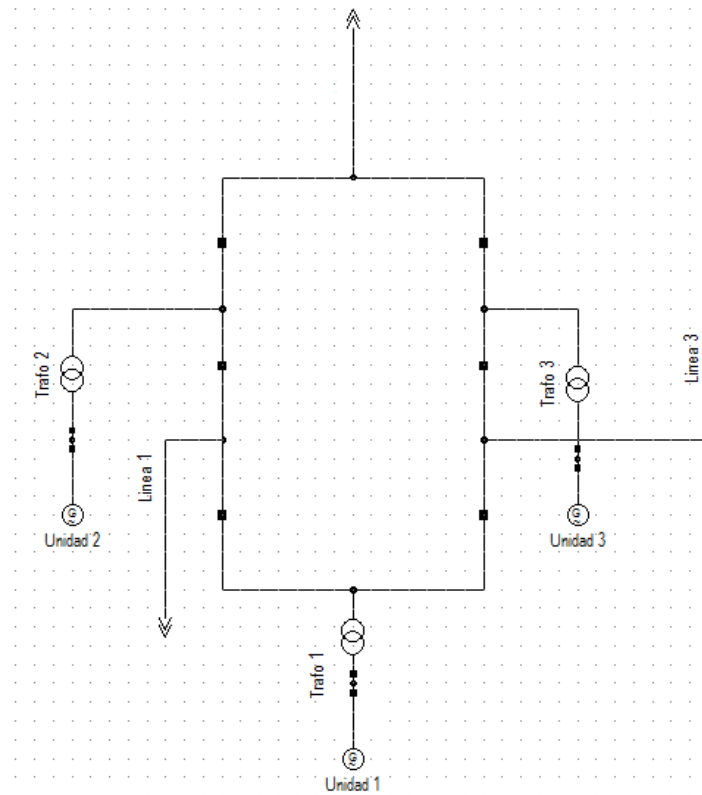 Linea 3
Trafo 2
Trafo 3
Linea 1
G
Unidad 2
G
Unidad 3
Trafo 1
G
Unidad 1